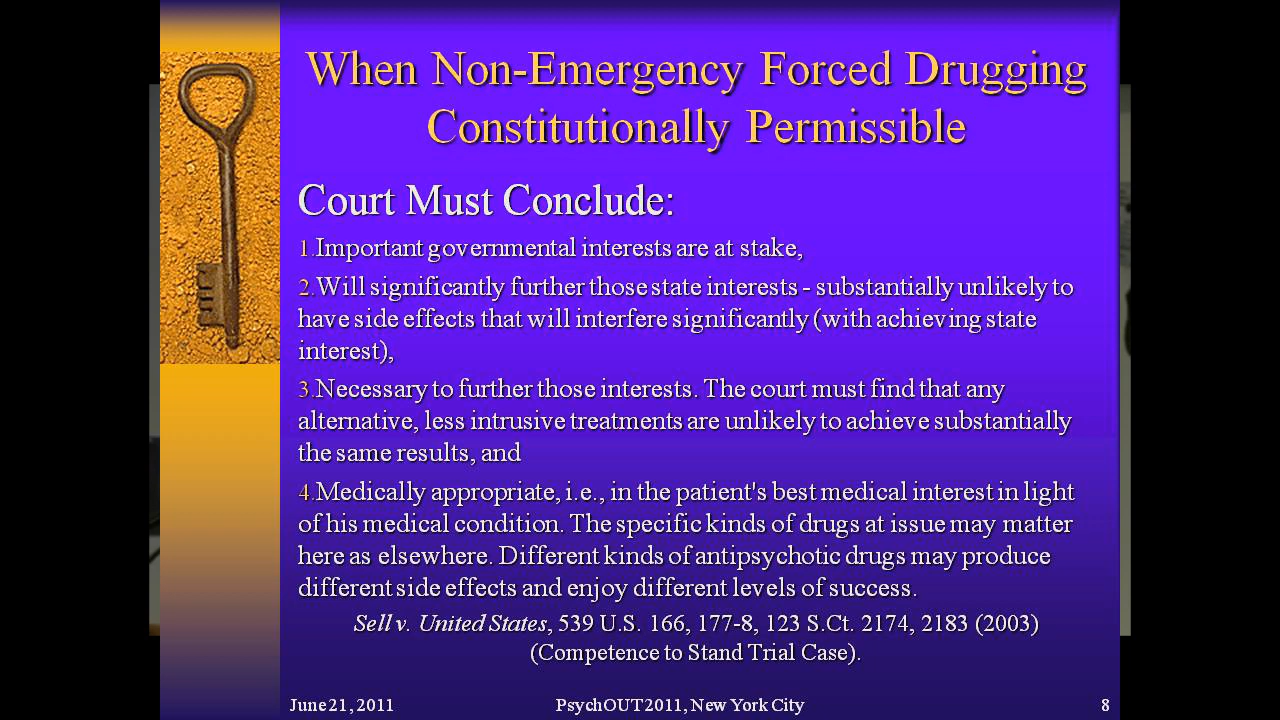 When Non-Emergency Forced Drugging
Constitutionally Permissible
Court Must Conclude:
1.Important governmental interests are at stake,
2.Will significantly further those state interests - substantially unlikely to
have side effects that will interfere significantly (with achieving state
interest),
3.Necessary to further those interests. The court must find that any
alternative, less intrusive treatments are unlikely to achieve substantially
the same results, and
4.Medically appropriate, i.e., in the patient's best medical interest in light
of his medical condition. The specific kinds of drugs at issue may matter
here as elsewhere. Different kinds of antipsychotic drugs may produce
different side effects and enjoy different levels of success.
Sell v. United States, 539 U.S. 166, 177-8, 123 S.Ct. 2174, 2183 (2003)
(Competence to Stand Trial Case).
June 21, 2011 PsychOUT2011, New York City 8